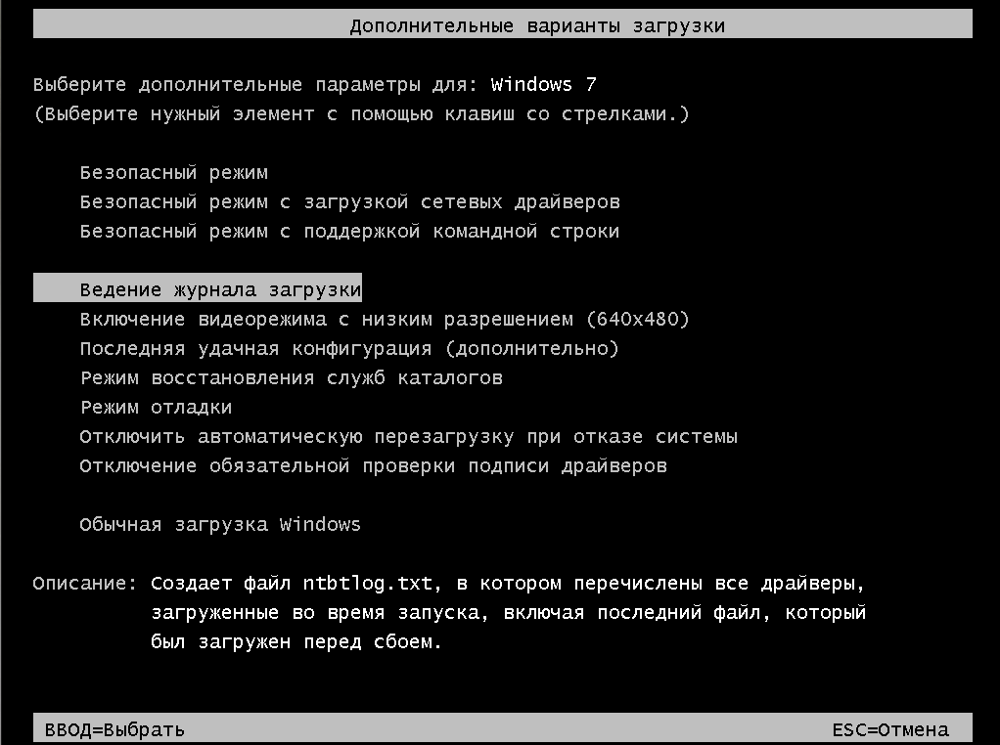 Дополнительные варианты загрузки
Выберите дополнительные параметры для: Windows 7
(Выберите нужный элемент с помощью клавиш со стрелками.)
Безопасный режим
Безопасный режим с загрузкой сетевых драйверов
Безопасный режим с поддержкой командной строки
Ведение журнала загрузки
Включение видеорежима с низким разрешением (640x480)
Последняя удачная конфигурация (дополнительно)
Режим восстановления служб каталогов
Режим отладки
Отключить автоматическую перезагрузку при отказе системы
Отключение обязательной проверки подписи драйверов
Обычная загрузка Windows
Описание: Создает файл ntbtlog.txt, в котором перечислены все драйверы,
загруженные во время запуска, включая последний файл, который
был загружен перед сбоем.
ВВОД=Выбрать ESC=Отмена